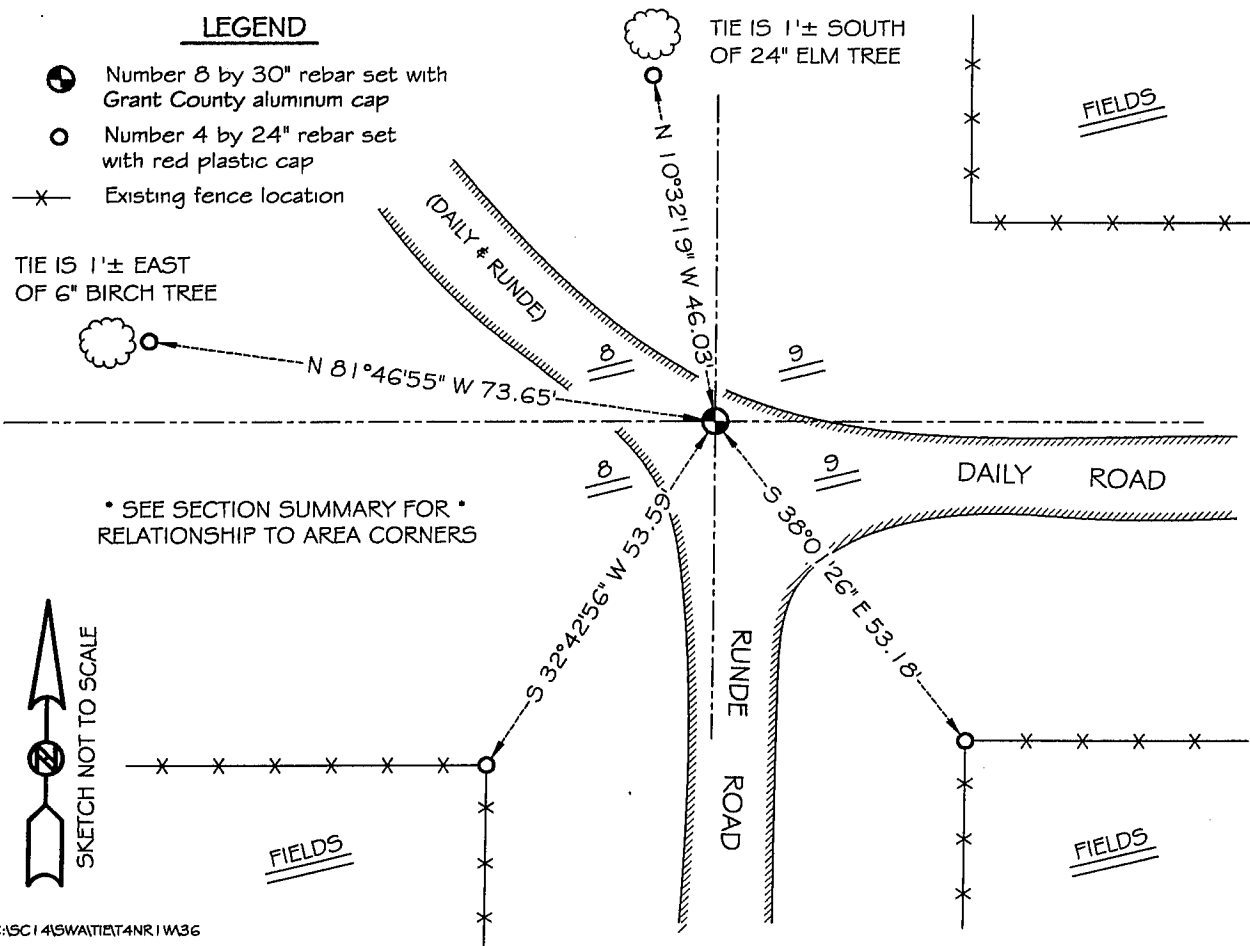 LEGEND
Number 8 by 30" rebar set with
Grant County aluminum cap
Number 4 by 24" rebar set
with red plastic cap
Existing fence location
TIE IS 1'± SOUTH
OF 24" ELM TREE
FIELDS
N 10°32'19" W 46.03'
(DAILY & RUNDE)
TIE IS 1'± EAST
OF 6" BIRCH TREE
N 81°46'55" W 73.65'
8
9
8
9
DAILY ROAD
* SEE SECTION SUMMARY FOR *
RELATIONSHIP TO AREA CORNERS
S 32°42'56" W 53.59'
S 38°0 '26" E 53.18'
RUNDE ROAD
SKETCH NOT TO SCALE
N
FIELDS
FIELDS
:\SC14\SWA\TIE\T4NR1W\36